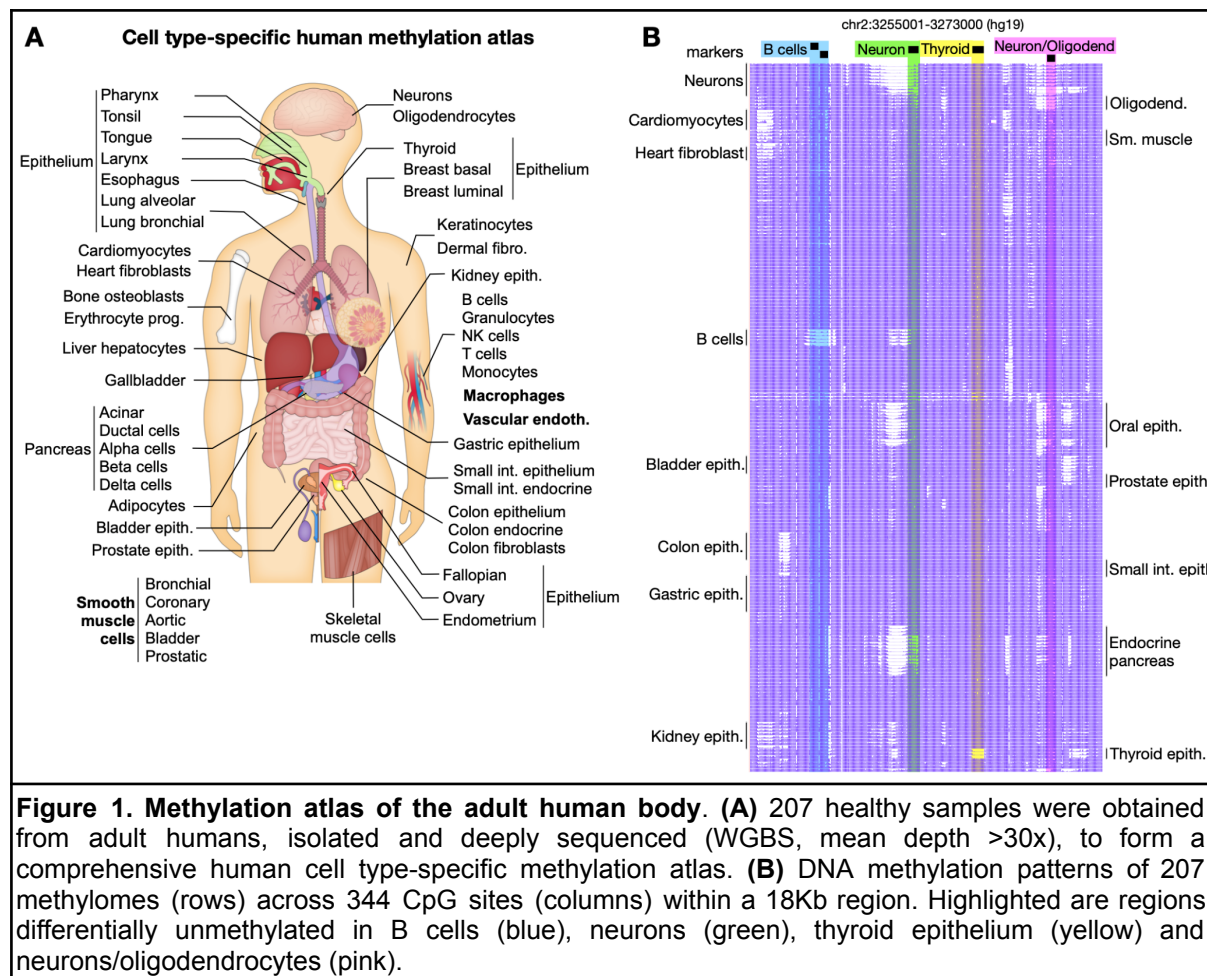 A
Cell type-specific human methylation atlas
Pharynx
Tonsil
Tongue
Epithelium
Larynx
Esophagus
Lung alveolar
Lung bronchial
Cardiomyocytes
Heart fibroblasts
Bone osteoblasts
Erythrocyte prog.
Liver hepatocytes
Gallbladder
Acinar
Ductal cells
Pancreas
Alpha cells
Beta cells
Delta cells
Adipocytes
Bladder epith.
Prostate epith.
Smooth
muscle
cells
Bronchial
Coronary
Aortic
Bladder
Prostatic
Neurons
Oligodendrocytes
Thyroid
Breast basal
Breast luminal
Epithelium
Keratinocytes
Dermal fibro.
Kidney epith.
B cells
Granulocytes
NK cells
T cells
Monocytes
Macrophages
Vascular endoth.
Gastric epithelium
Small int. epithelium
Small int. endocrine
Colon epithelium
Colon endocrine
Colon fibroblasts
Fallopian
Ovary
Endometrium
Epithelium
Skeletal
muscle cells
B
chr2:3255001-3273000 (hg19)
markers
B cells
Neuron
Thyroid
Neuron/Oligodend
Neurons
Oligodend.
Cardiomyocytes
Sm. muscle
Heart fibroblast
B cells
Oral epith.
Bladder epith.
Prostate epith
Colon epith.
Small int. epith
Gastric epith.
Endocrine
pancreas
Kidney epith.
Thyroid epith.
Figure 1. Methylation atlas of the adult human body. (A) 207 healthy samples were obtained
from adult humans, isolated and deeply sequenced (WGBS, mean depth >30x), to form a
comprehensive human cell type-specific methylation atlas. (B) DNA methylation patterns of 207
methylomes (rows) across 344 CpG sites (columns) within a 18Kb region. Highlighted are regions
differentially unmethylated in B cells (blue), neurons (green), thyroid epithelium (yellow) and
neurons/oligodendrocytes (pink).